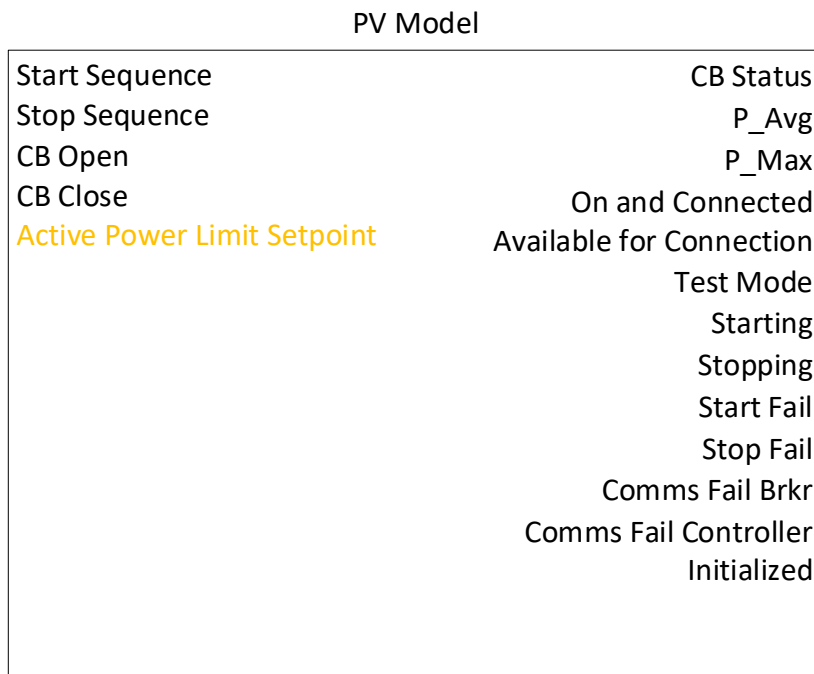 PV Model
Start Sequence
Stop Sequence
CB Open
CB Close
Active Power Limit Setpoint
CB Status
P_Avg
P_Max
On and Connected
Available for Connection
Test Mode
Starting
Stopping
Start Fail
Stop Fail
Comms Fail Brkr
Comms Fail Controller
Initialized